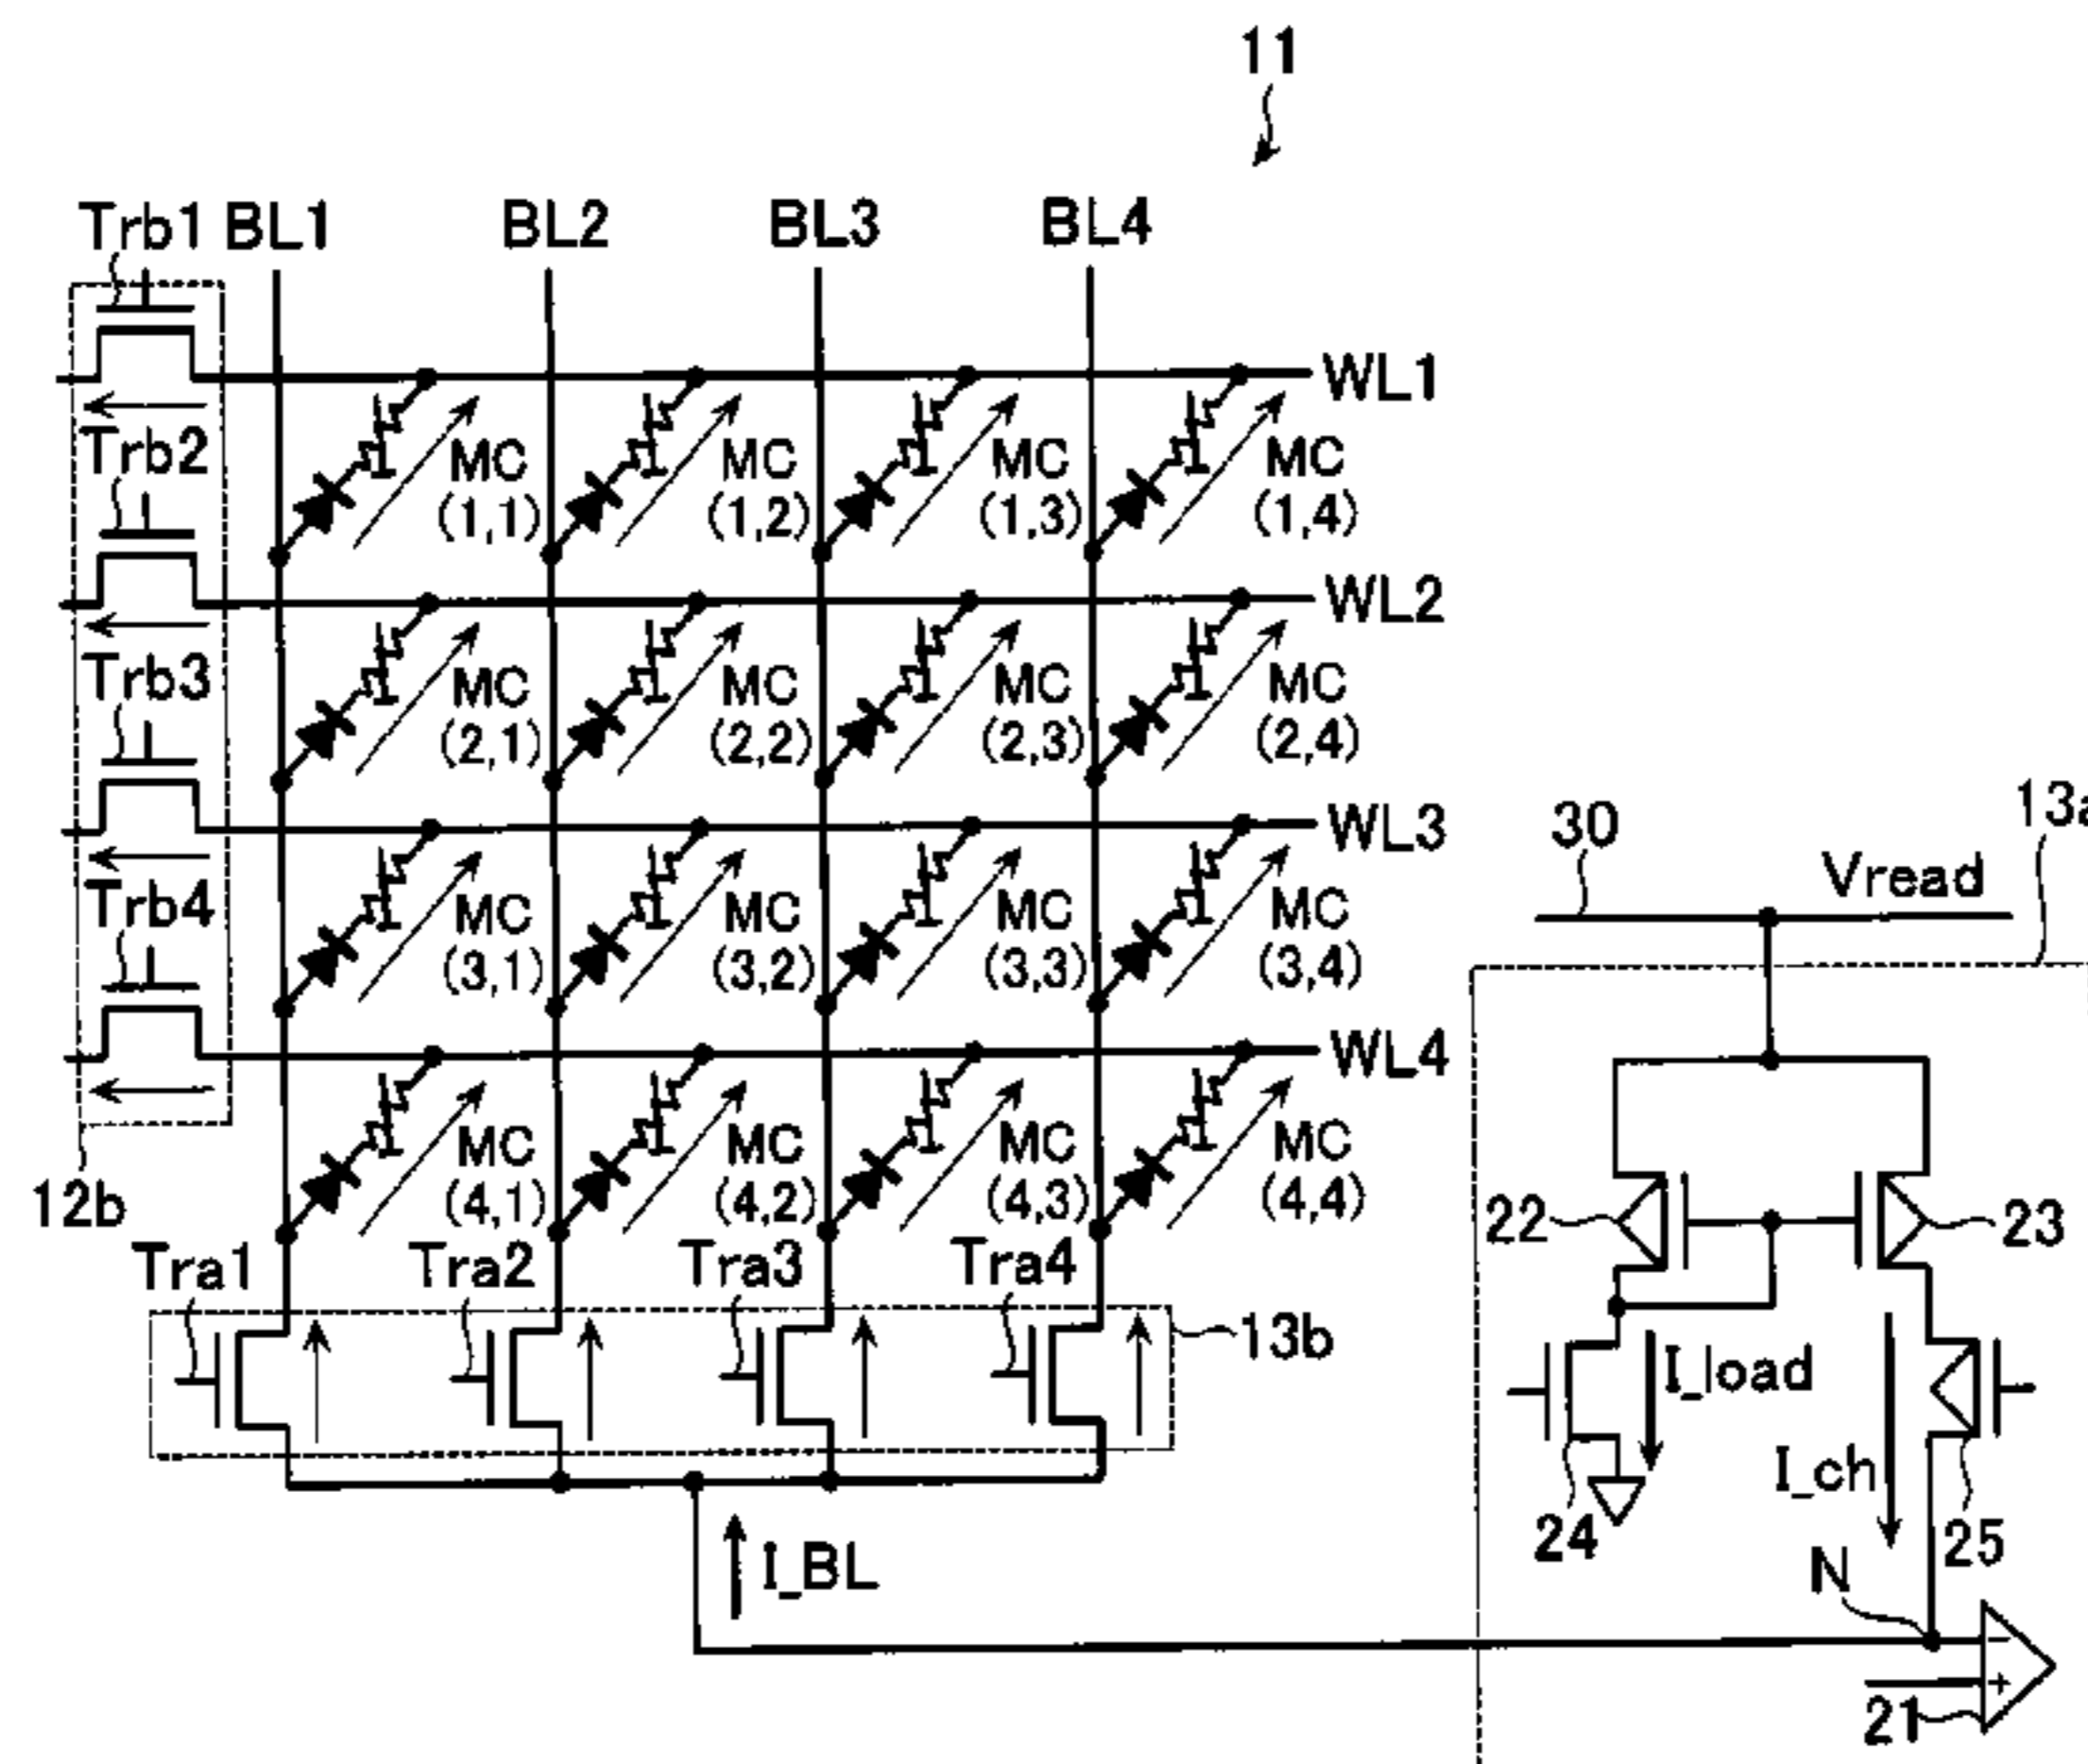 11
Trb1 BL1 BL2 BL3 BL4
WL1
Trb2 MC MC MC MC
(1,1) (1,2) (1,3) (1,4)
WL2
Trb3 MC MC MC MC
(2,1) (2,2) (2,3) (2,4)
WL3 30 13a
Vread
Trb4 MC MC MC MC
(3,1) (3,2) (3,3) (3,4)
WL4
MC MC MC MC
12b (4,1) (4,2) (4,3) (4,4) 22 23
Tra1 Tra2 Tra3 Tra4
13b
I_load
I_ch
24 25
I_BL N
−
+
21